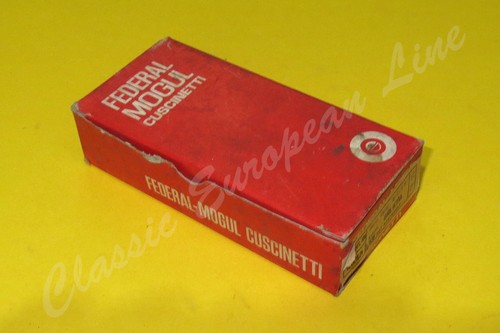 FEDERAL
MOGUL
CUSCINETTI
FEDERAL-MOGUL CUSCINETTI
Classic European Line